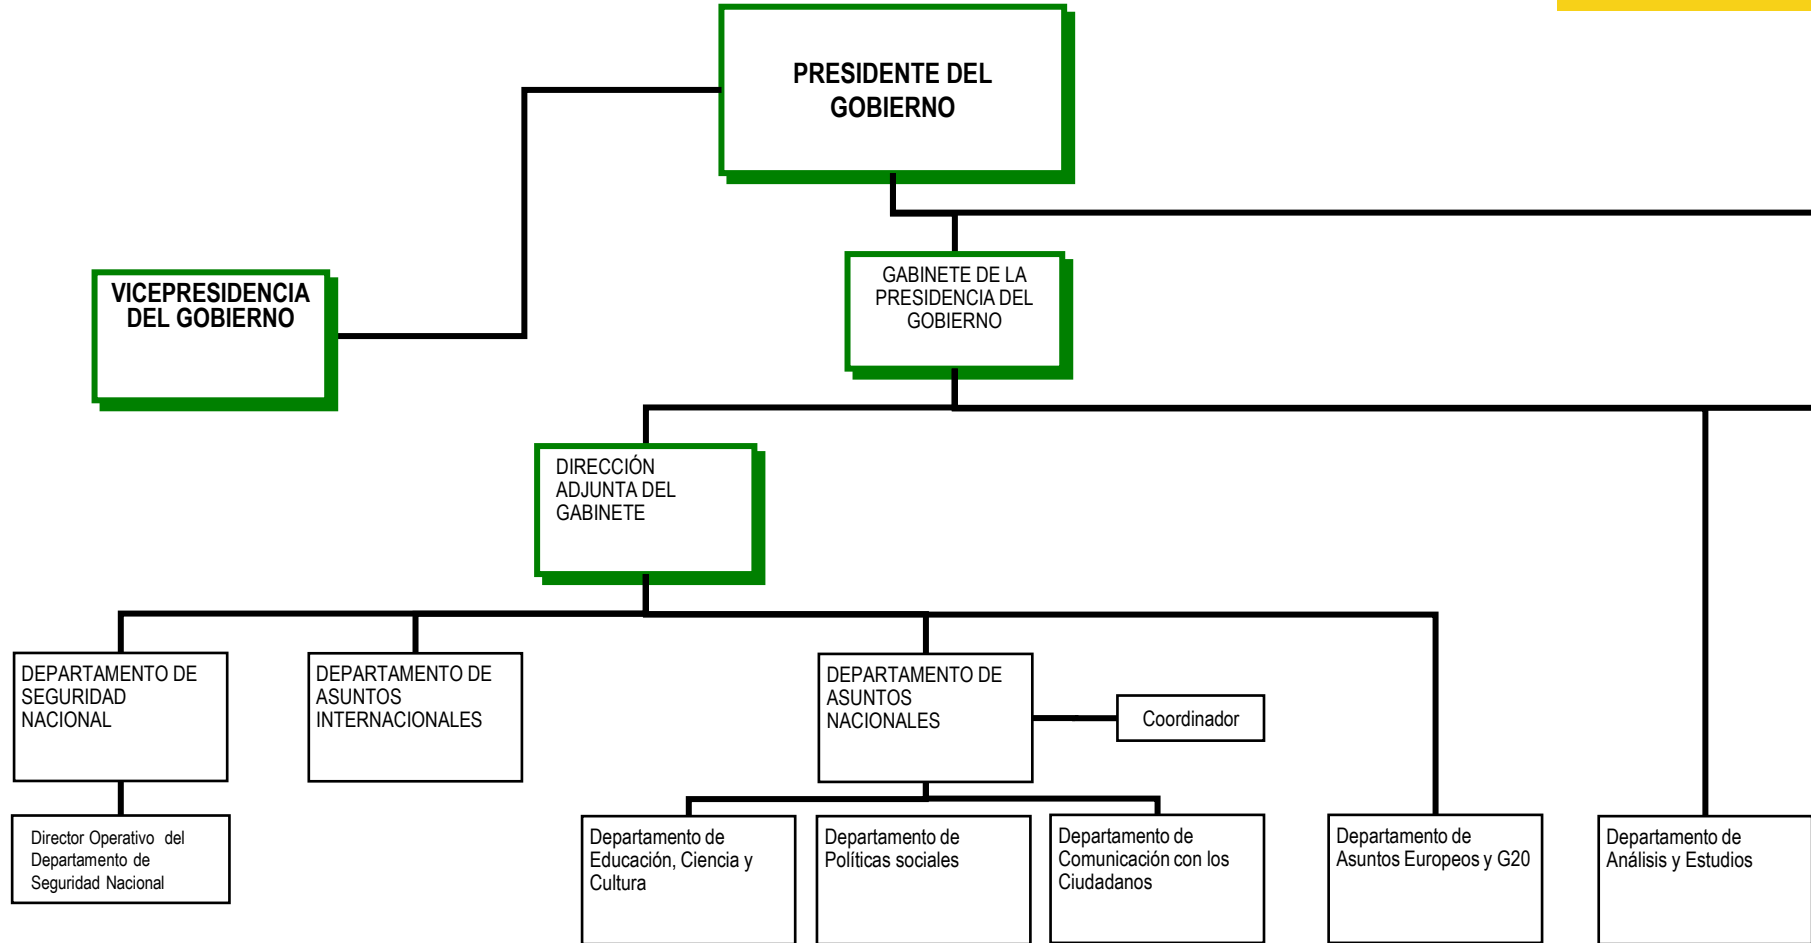 PRESIDENTE DEL
GOBIERNO
VICEPRESIDENCIA
DEL GOBIERNO
GABINETE DE LA
PRESIDENCIA DEL
GOBIERNO
DIRECCIÓN
ADJUNTA DEL
GABINETE
DEPARTAMENTO DE
SEGURIDAD
NACIONAL
DEPARTAMENTO DE
ASUNTOS
INTERNACIONALES
DEPARTAMENTO DE
ASUNTOS
NACIONALES
Coordinador
Director Operativo del
Departamento de
Seguridad Nacional
Departamento de
Educación, Ciencia y
Cultura
Departamento de
Políticas sociales
Departamento de
Comunicación con los
Ciudadanos
Departamento de
Asuntos Europeos y G20
Departamento de
Análisis y Estudios